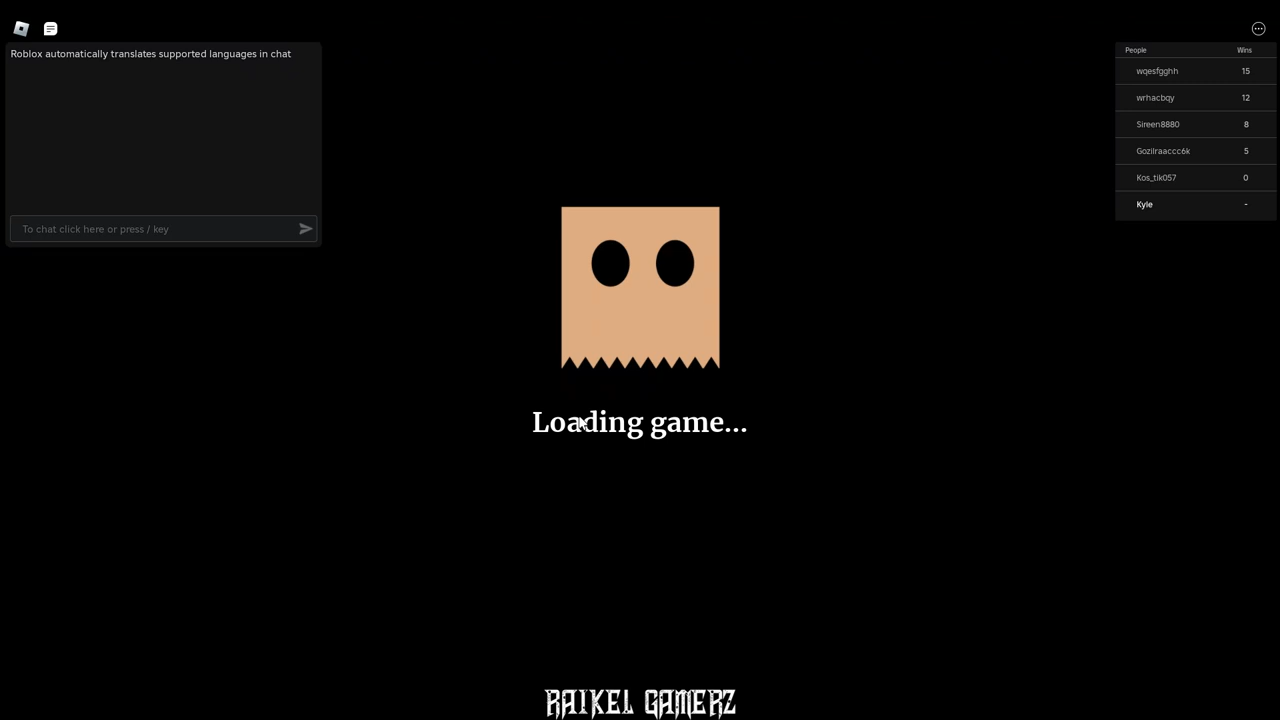 Roblox automatically translates supported languages in chat
To chat click here or press / key
People Wins
wqesfgghh 15
wrhacbqy 12
Sireen8880 8
Gozilraaccc6k 5
Kos_tik057 0
Kyle -
Loading game...
RAIKEL GAMERZ